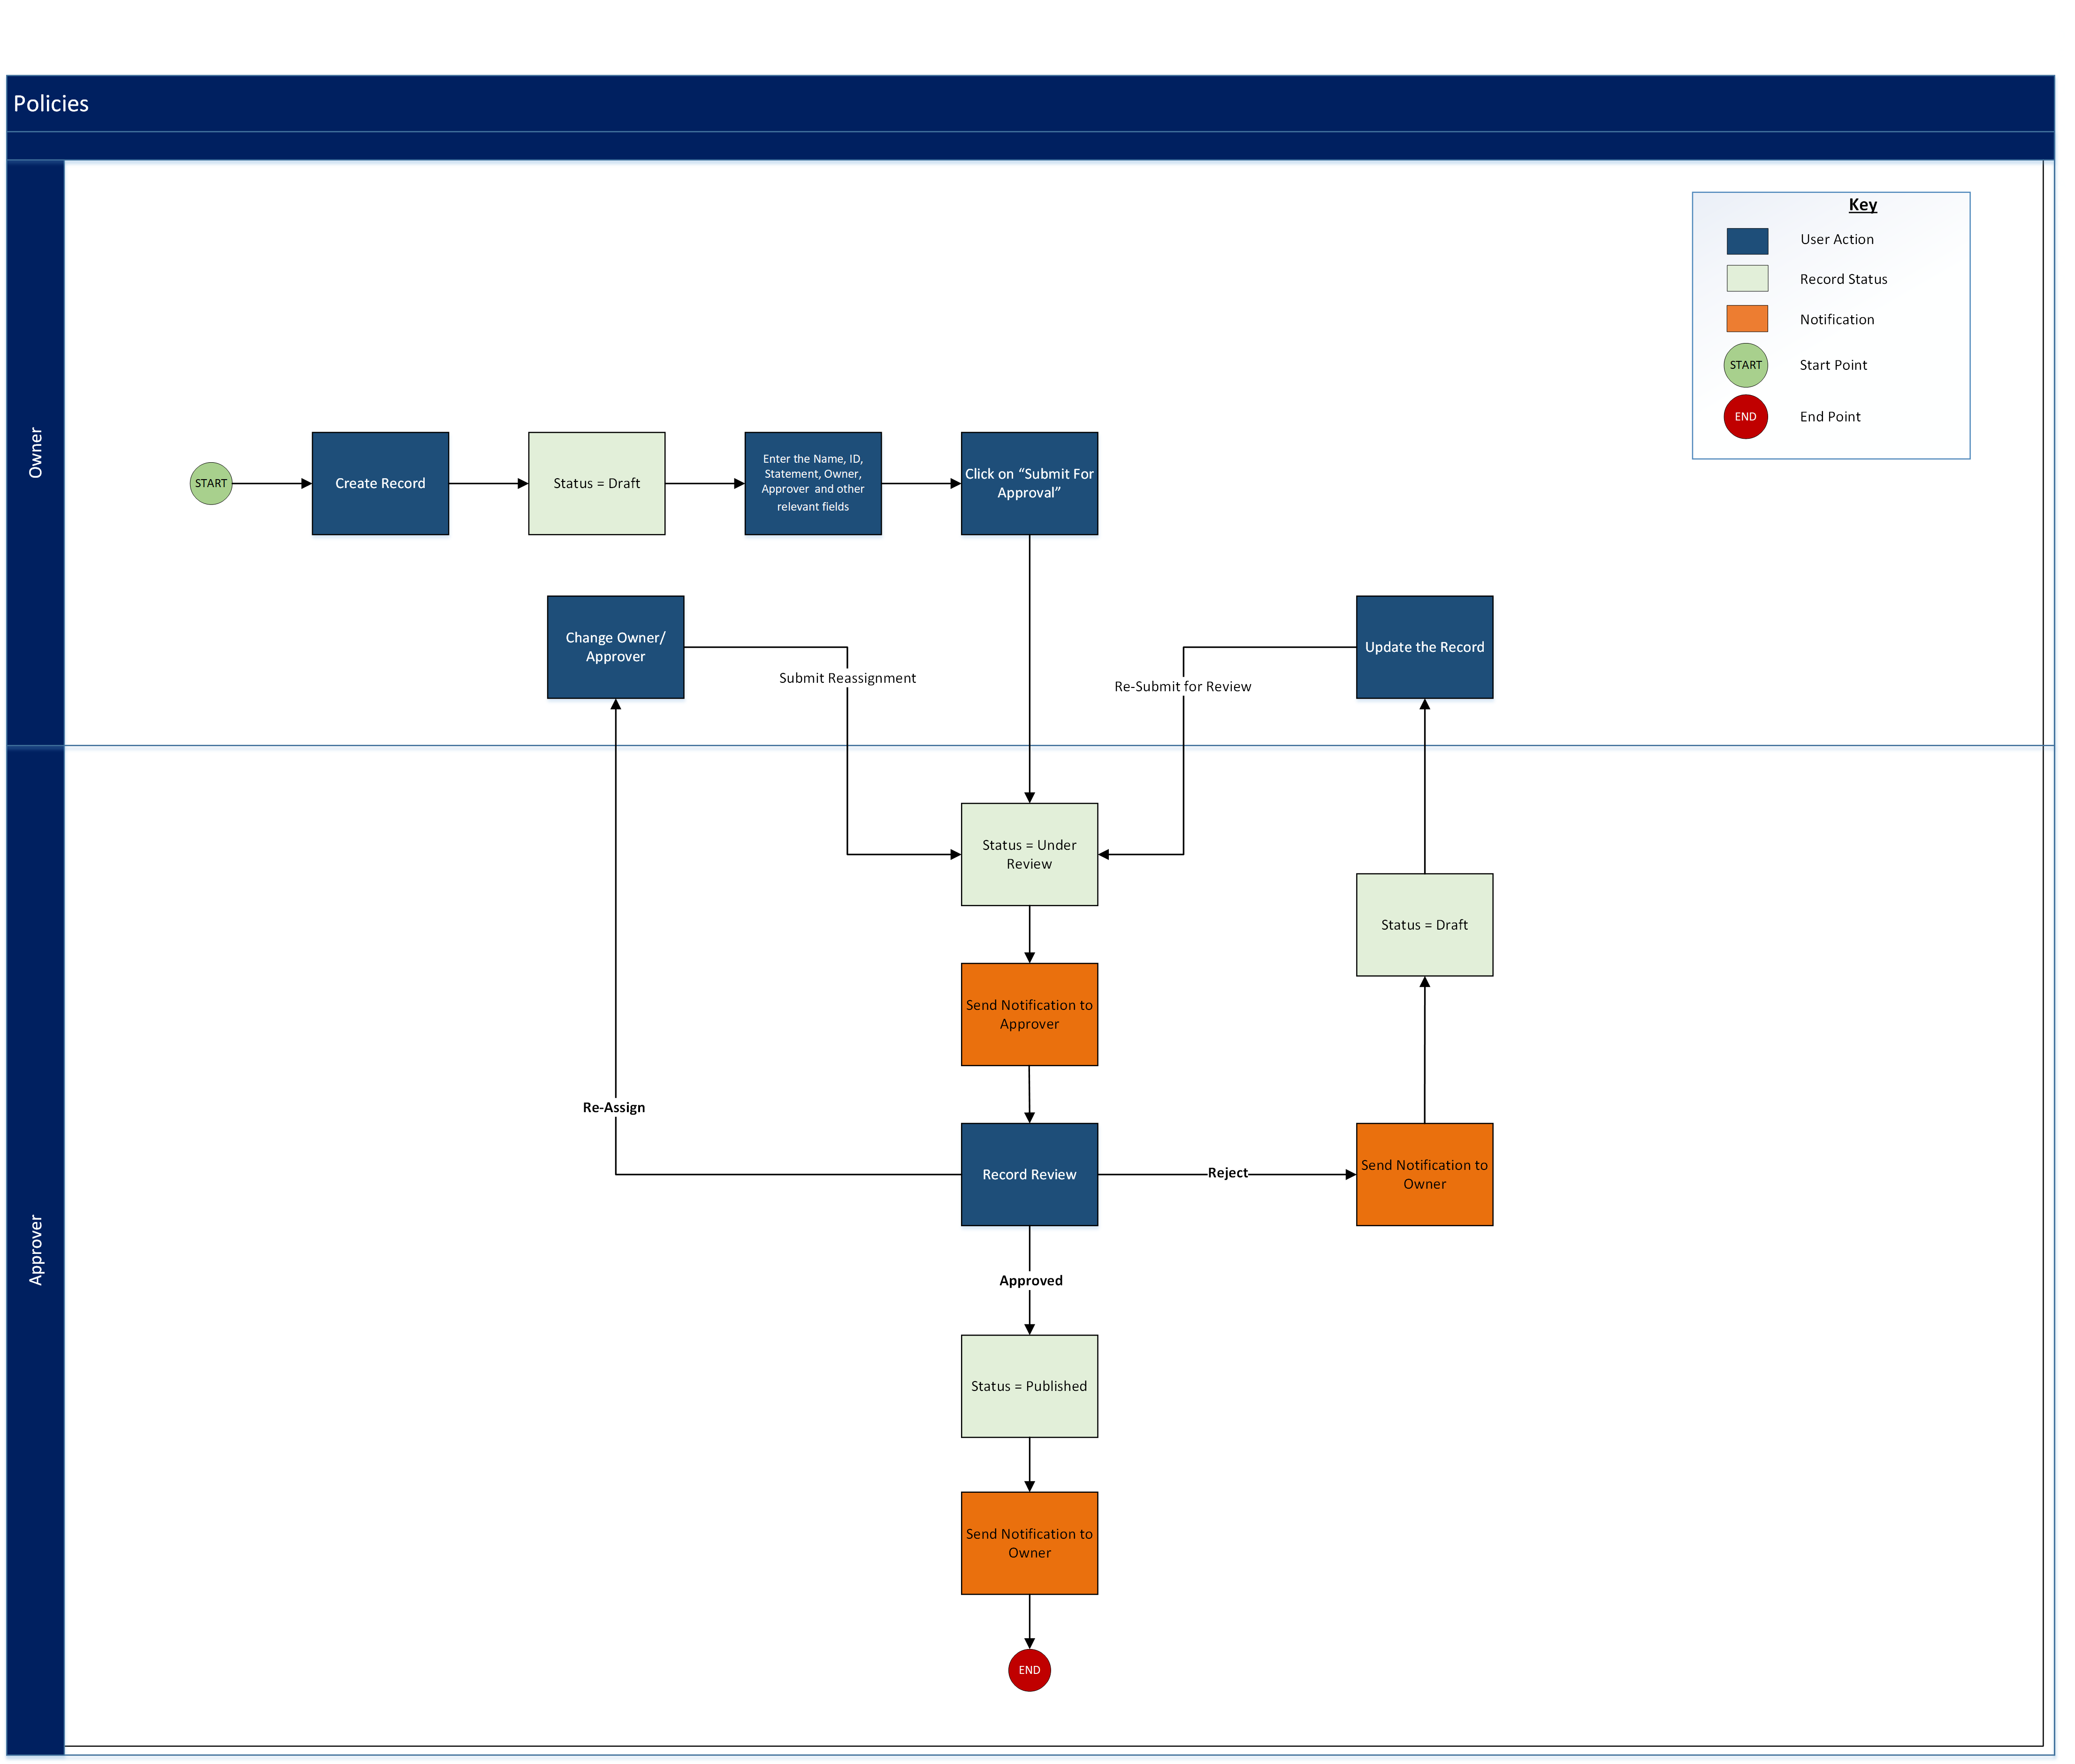 Policies
Owner
Key
User Action
Record Status
Notification
START
Start Point
END
End Point
START
Create Record
Status = Draft
Enter the Name, ID,
Statement, Owner,
Approver and other
relevant fields
Click on “Submit For
Approval”
Change Owner/
Approver
Submit Reassignment
Re-Submit for Review
Update the Record
Approver
Status = Under
Review
Status = Draft
Send Notification to
Approver
Re-Assign
Record Review
Reject
Send Notification to
Owner
Approved
Status = Published
Send Notification to
Owner
END